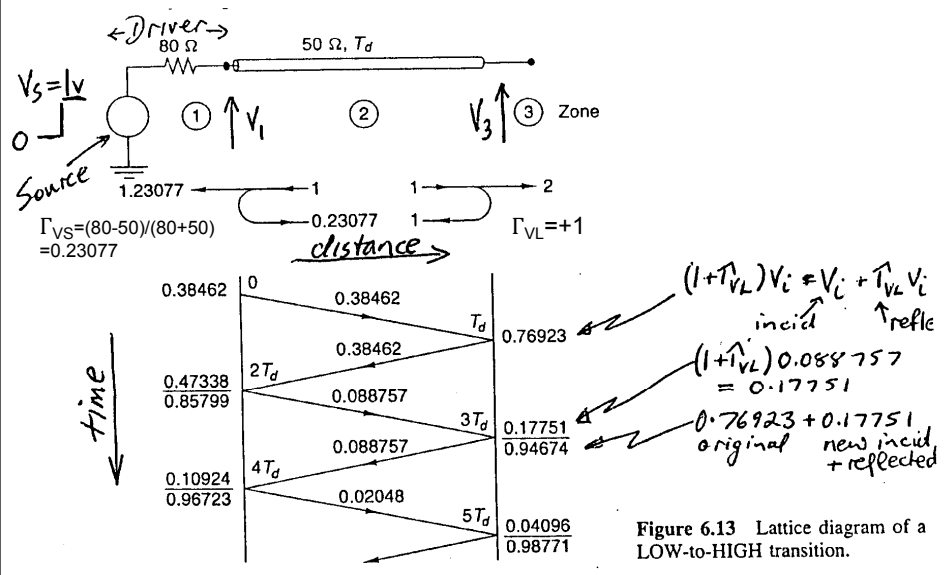 ←Driver→
80 Ω
50 Ω, T_d
V_S=1v
0
Source
1
V_1
2
V_3
3 Zone
1.23077
1
1
2
0.23077
1
Γ_VS=(80-50)/(80+50)
=0.23077
Γ_VL=+1
distance
time
0.38462
0
0.38462
T_d
0.76923
0.38462
2T_d
0.47338
0.85799
0.088757
3T_d
0.17751
0.94674
0.088757
4T_d
0.10924
0.96723
0.02048
5T_d
0.04096
0.98771
(1+Γ_VL)V_i = V_i + Γ_VL V_i
incid
refle
(1+Γ_VL) 0.088757
= 0.17751
0.76923 + 0.17751
original new incid
+ reflected
Figure 6.13 Lattice diagram of a
LOW-to-HIGH transition.